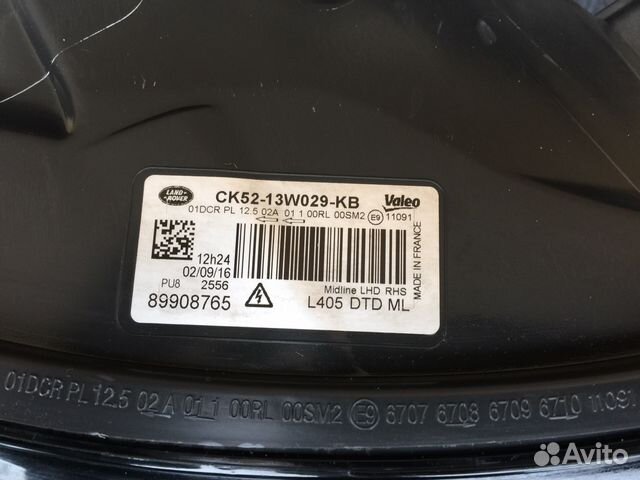 LAND-ROVER
CK52-13W029-KB
Valeo
01DCR PL 12.5 02A 01 1 00RL 00SM2 E9 11091
12h24
02/09/16
PU8 2556
89908765
Midline LHD RHS
L405 DTD ML
MADE IN FRANCE
01DCR PL 12.5 02A 01 1 00RL 00SM2 E9 6707 6708 6709 6710 11091
Avito